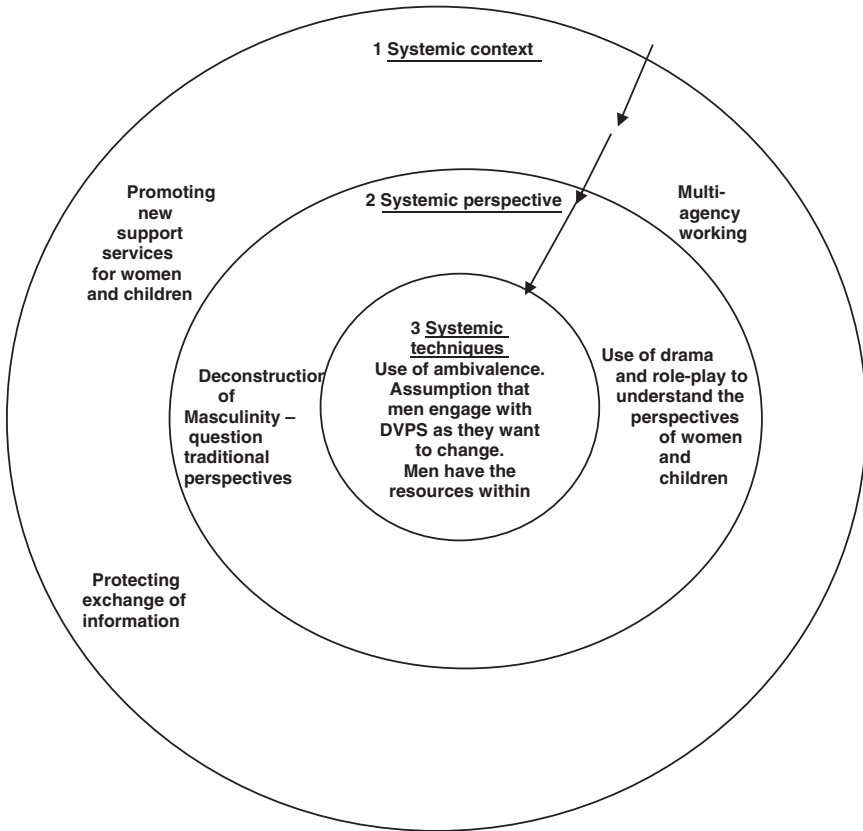 1 Systemic context
Promoting
new
support
services
for women
and children
2 Systemic perspective
Multi-
agency
working
3 Systemic
techniques
Use of ambivalence.
Assumption that
men engage with
DVPS as they want
to change.
Men have the
resources within
Deconstruction
of
Masculinity –
question
traditional
perspectives
Use of drama
and role-play to
understand the
perspectives
of women
and
children
Protecting
exchange of
information